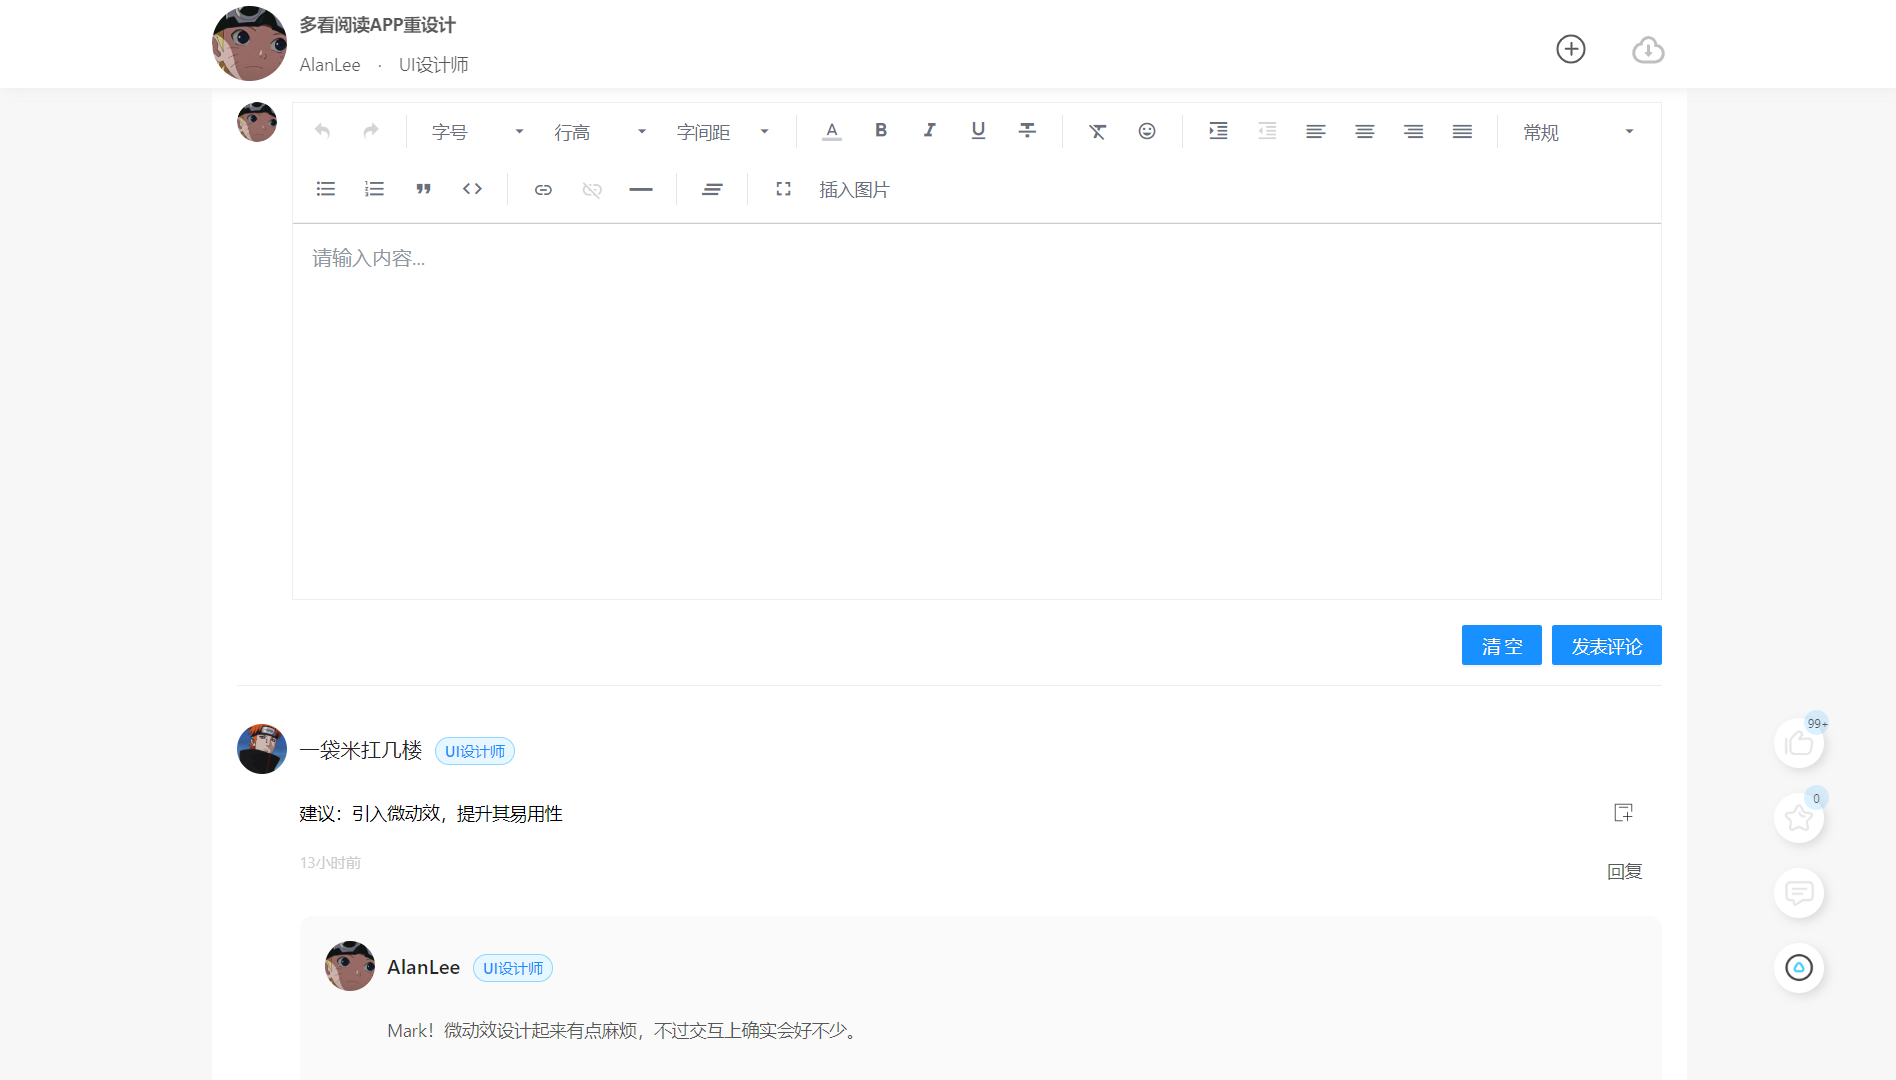 多看阅读APP重设计
AlanLee · UI设计师
字号 行高 字间距 常规
插入图片
请输入内容...
清 空 发表评论
一袋米扛几楼 UI设计师
建议：引入微动效，提升其易用性
13小时前
回复
AlanLee UI设计师
Mark！微动效设计起来有点麻烦，不过交互上确实会好不少。
99+
0